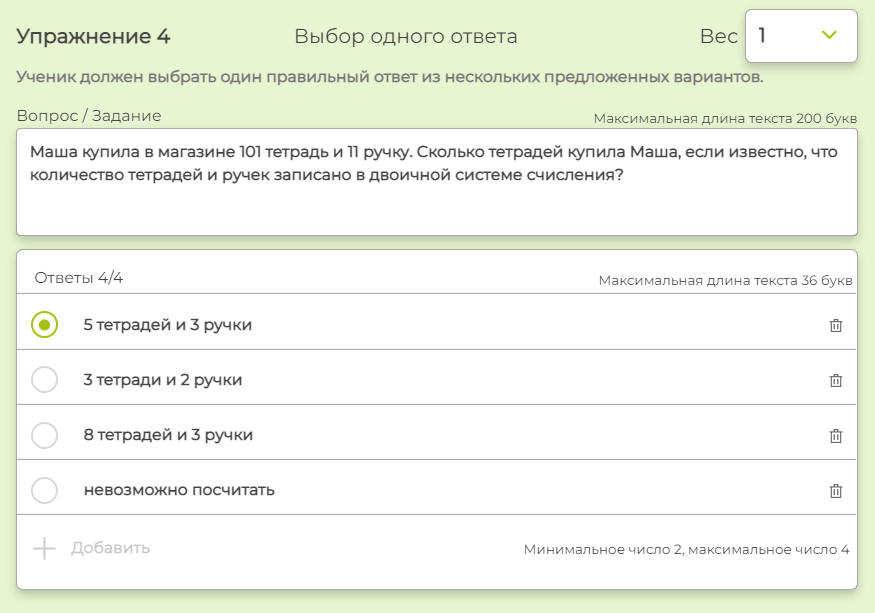 Упражнение 4
Выбор одного ответа
Вес 1
Ученик должен выбрать один правильный ответ из нескольких предложенных вариантов.
Вопрос / Задание
Максимальная длина текста 200 букв
Маша купила в магазине 101 тетрадь и 11 ручку. Сколько тетрадей купила Маша, если известно, что
количество тетрадей и ручек записано в двоичной системе счисления?
Ответы 4/4
Максимальная длина текста 36 букв
5 тетрадей и 3 ручки
3 тетради и 2 ручки
8 тетрадей и 3 ручки
невозможно посчитать
Добавить
Минимальное число 2, максимальное число 4